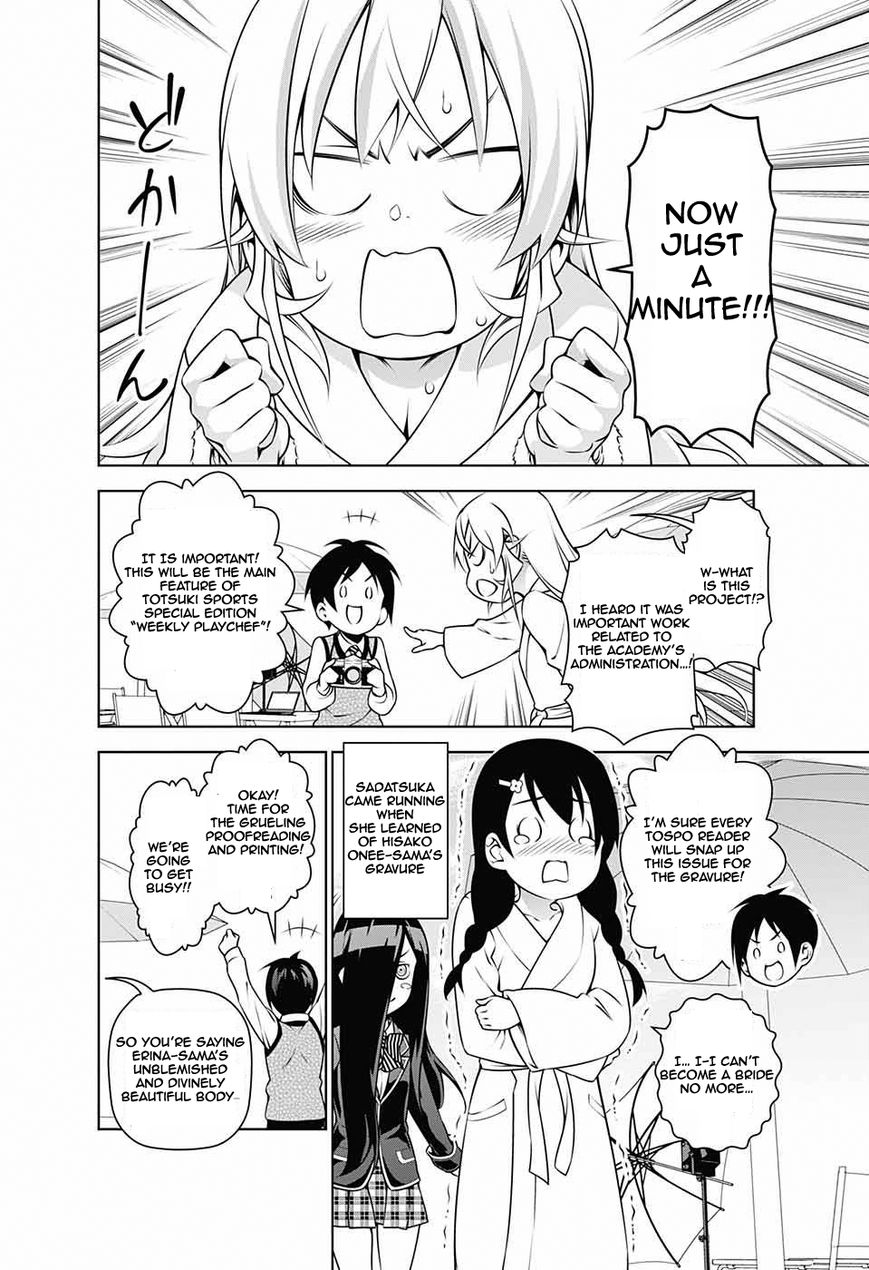 NOW
JUST
A
MINUTE!!!
どかーん
W-WHAT
IS THIS
PROJECT!?
I HEARD IT WAS
IMPORTANT WORK
RELATED TO
THE ACADEMY'S
ADMINISTRATION...!
IT IS IMPORTANT!
THIS WILL BE THE MAIN
FEATURE OF
TOTSUKI SPORTS
SPECIAL EDITION
"WEEKLY PLAYCHEF"!
I'M SURE EVERY
TOSPO READER
WILL SNAP UP
THIS ISSUE FOR
THE GRAVURE!
I... I-I CAN'T
BECOME A BRIDE
NO MORE...
SADATSUKA
CAME RUNNING
WHEN
SHE LEARNED
OF HISAKO
ONEE-SAMA'S
GRAVURE
OKAY!
TIME FOR
THE GRUELING
PROOFREADING
AND PRINTING!
WE'RE
GOING
TO GET
BUSY!!
SO YOU'RE SAYING
ERINA-SAMA'S
UNBLEMISHED
AND DIVINELY
BEAUTIFUL BODY...